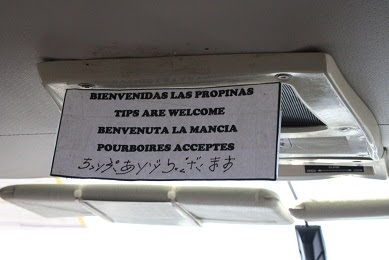 BIENVENIDAS LAS PROPINAS
TIPS ARE WELCOME
BENVENUTA LA MANCIA
POURBOIRES ACCEPTES